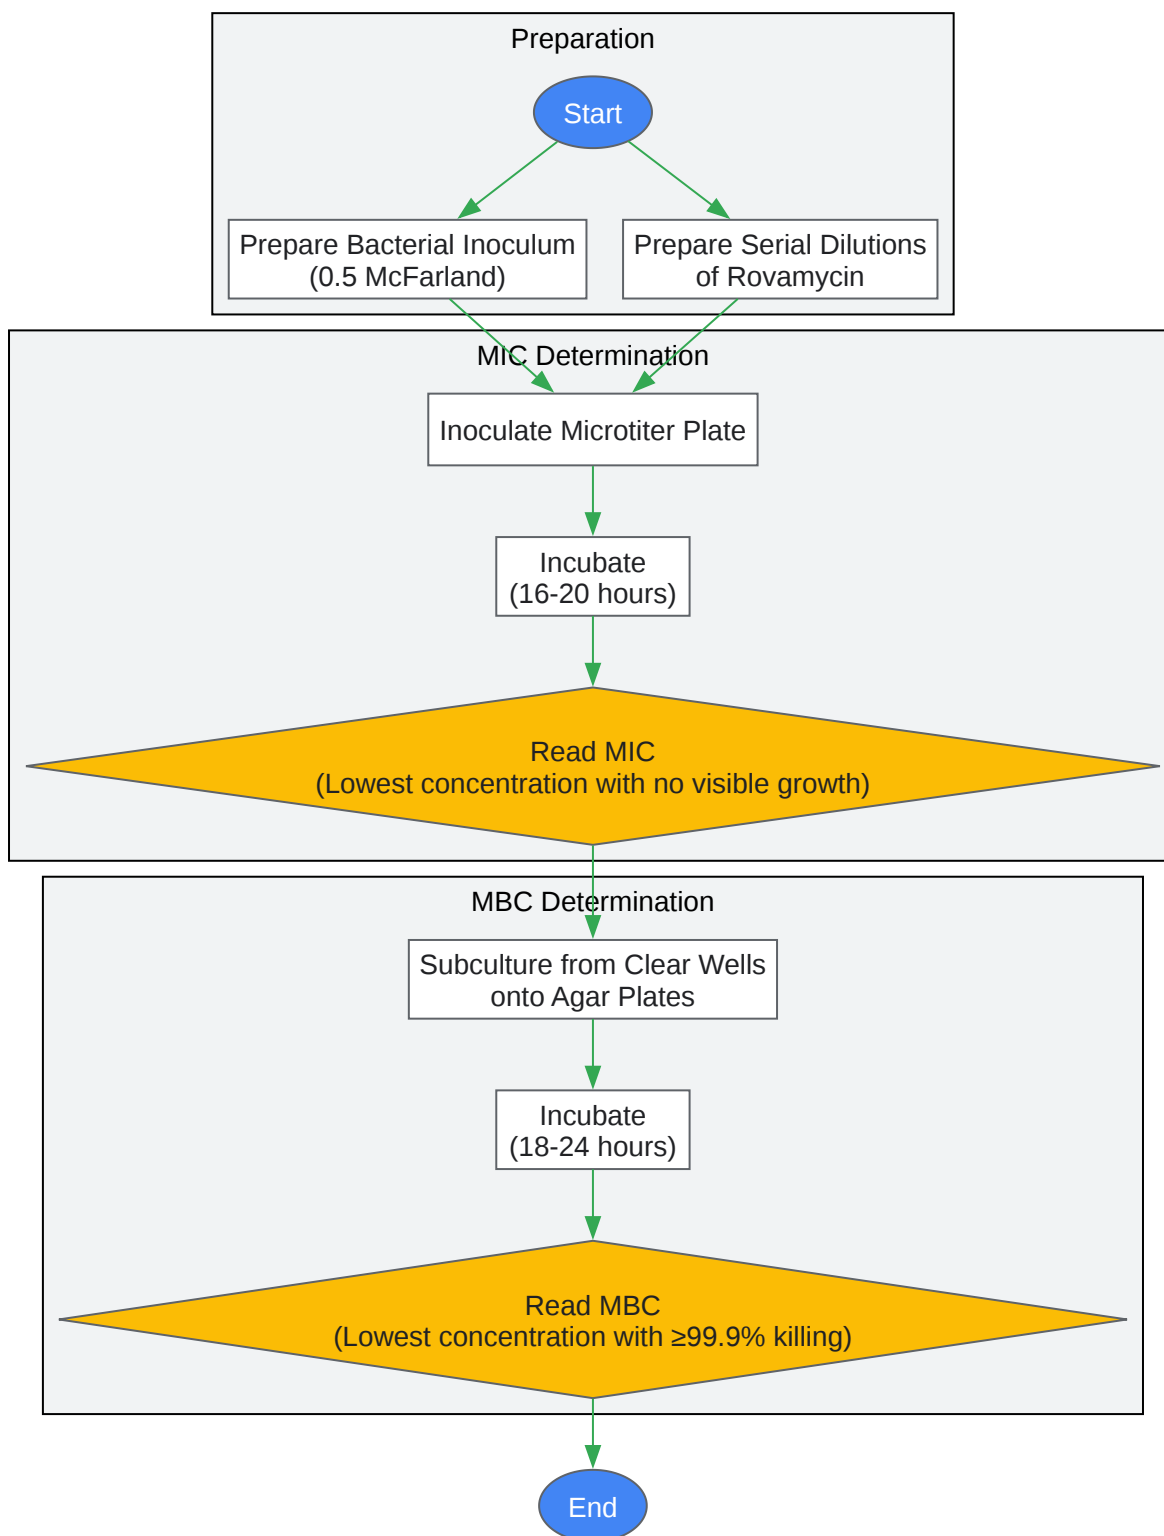 Preparation
Start
Prepare Bacterial Inoculum
(0.5 McFarland)
Prepare Serial Dilutions
of Rovamycin
MIC Determination
Inoculate Microtiter Plate
Incubate
(16-20 hours)
Read MIC
(Lowest concentration with no visible growth)
MBC Determination
Subculture from Clear Wells
onto Agar Plates
Incubate
(18-24 hours)
Read MBC
(Lowest concentration with ≥99.9% killing)
End